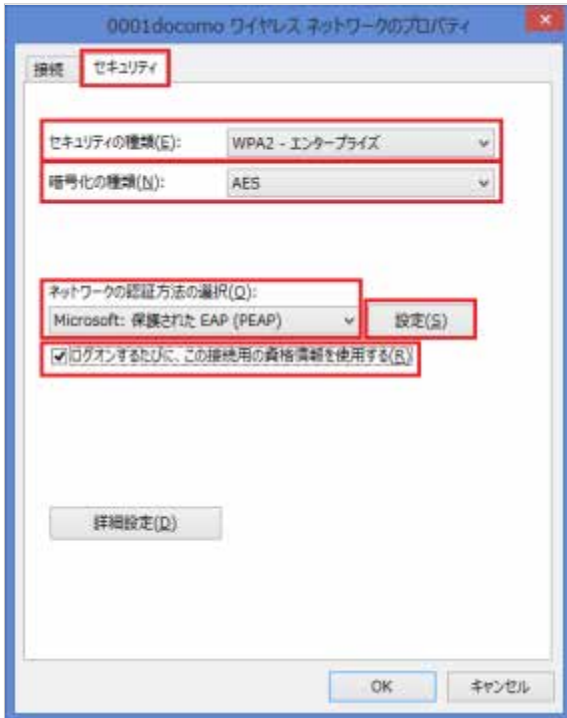 0001docomo ワイヤレス ネットワークのプロパティ
接続 セキュリティ
セキュリティの種類(E): WPA2 - エンタープライズ
暗号化の種類(N): AES
ネットワークの認証方法の選択(O):
Microsoft: 保護された EAP (PEAP) 設定(S)
ログオンするたびに、この接続用の資格情報を使用する(R)
詳細設定(D)
OK キャンセル